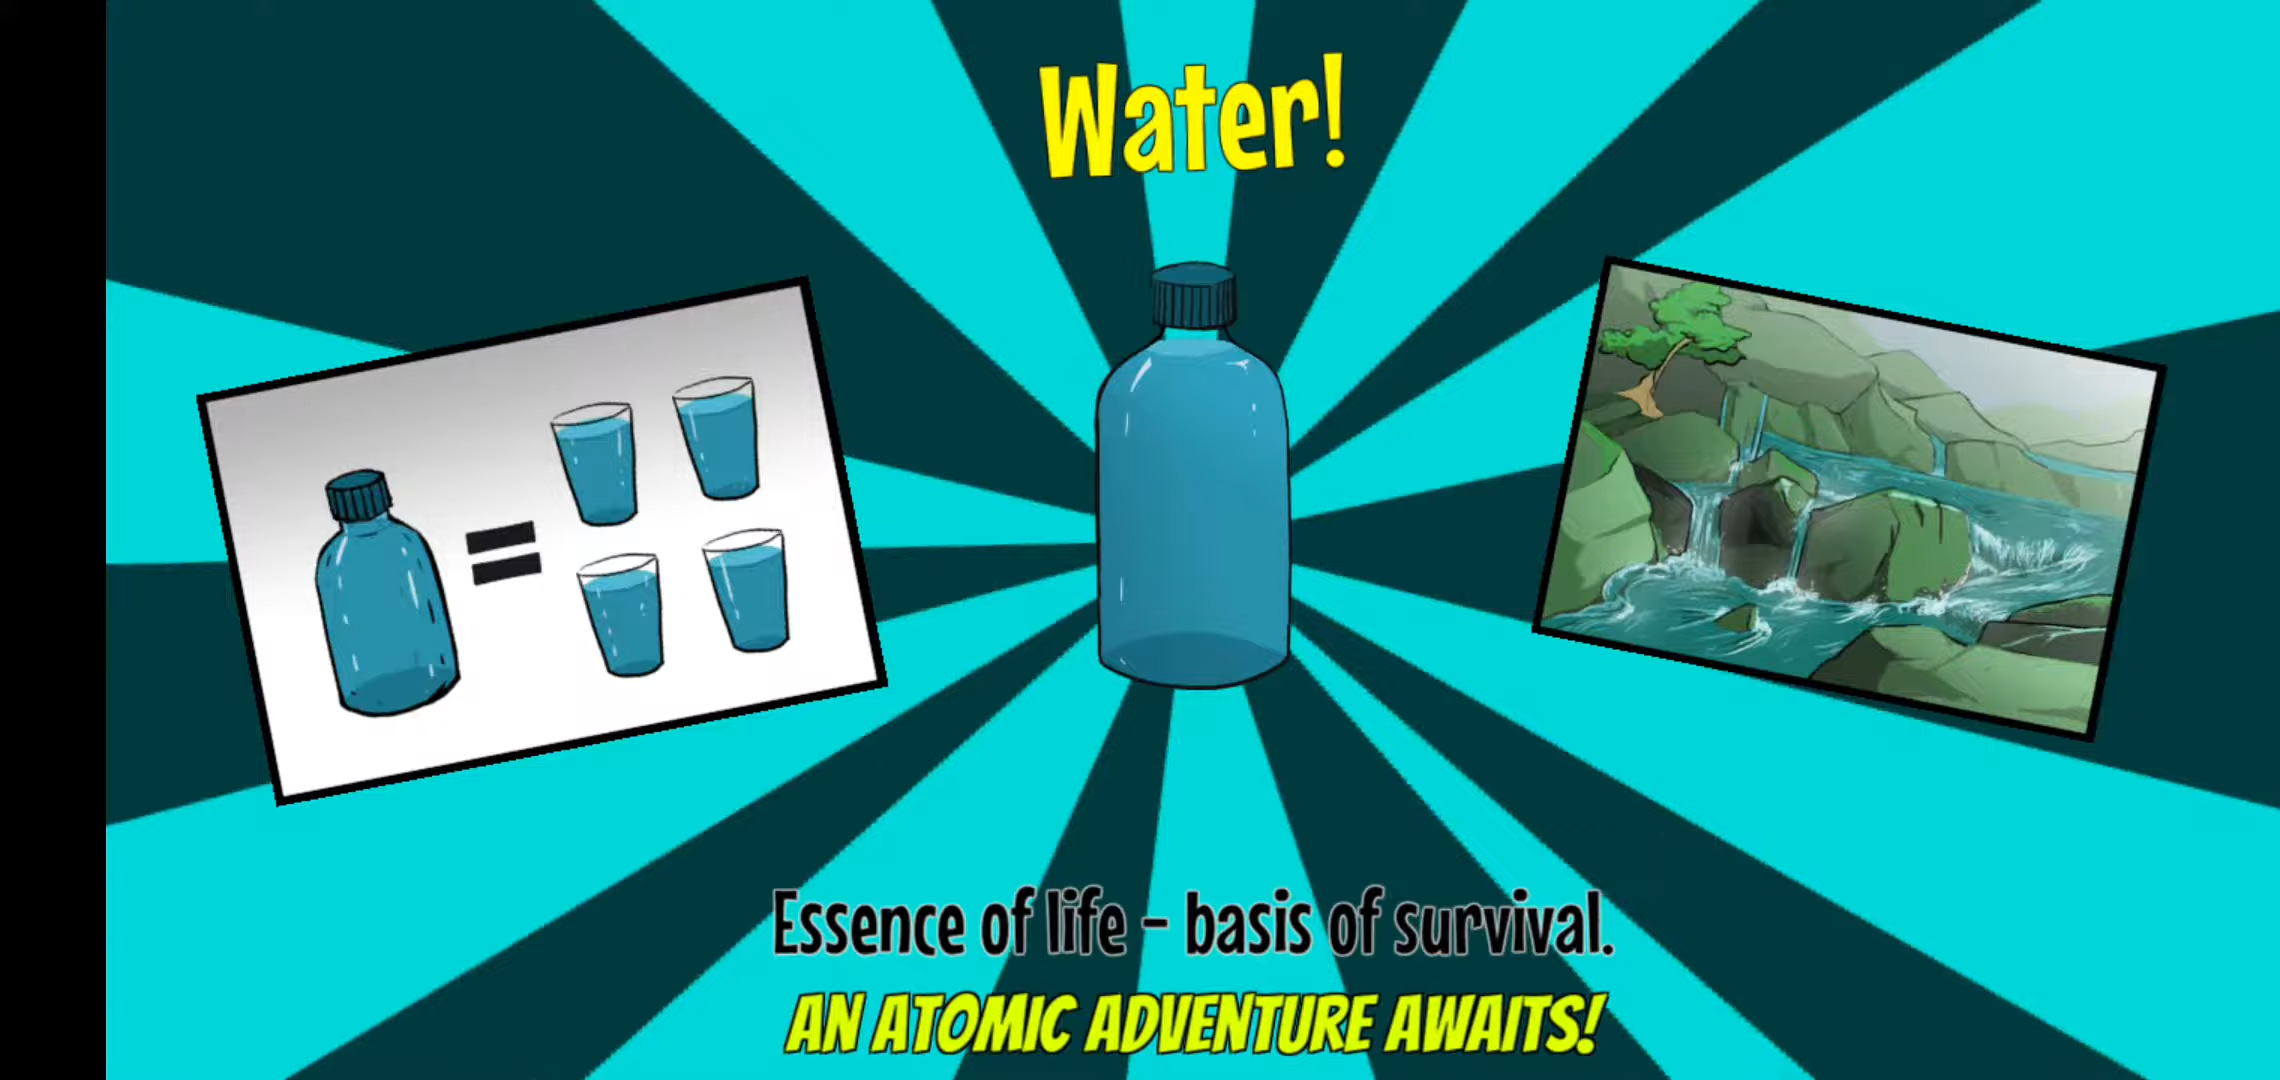 Water!
Essence of life - basis of survival.
AN ATOMIC ADVENTURE AWAITS!